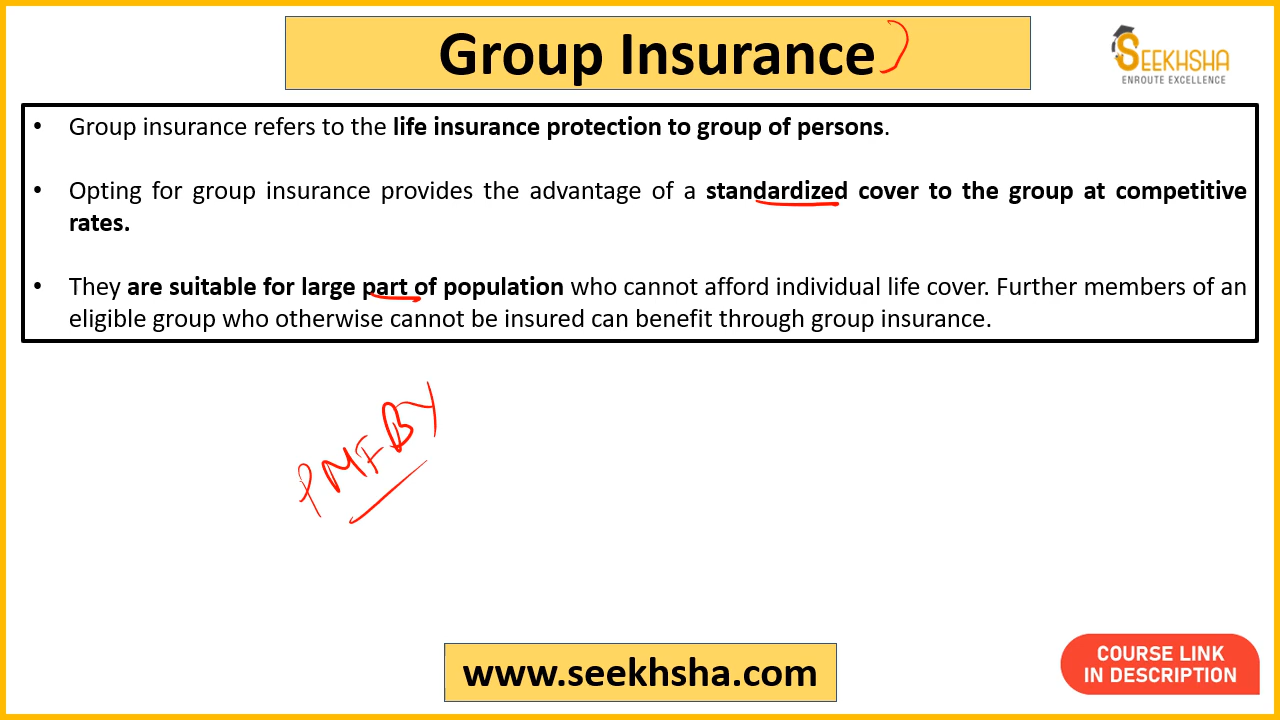 Group Insurance
SEEKHSHA
ENROUTE EXCELLENCE
• Group insurance refers to the life insurance protection to group of persons.
• Opting for group insurance provides the advantage of a standardized cover to the group at competitive
rates.
• They are suitable for large part of population who cannot afford individual life cover. Further members of an
eligible group who otherwise cannot be insured can benefit through group insurance.
PMFBY
www.seekhsha.com
COURSE LINK
IN DESCRIPTION